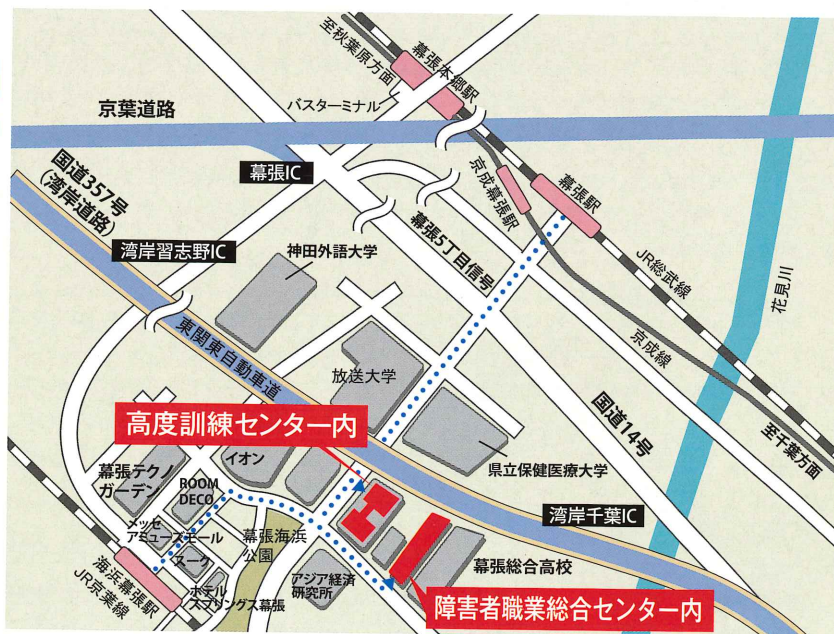 至秋葉原方面
幕張本郷駅
バスターミナル
京葉道路
国道357号
(湾岸道路)
幕張IC
京成幕張駅
幕張駅
湾岸習志野IC
神田外語大学
幕張5丁目信号
JR総武線
花見川
東関東自動車道
京成線
放送大学
国道14号
高度訓練センター内
至千葉方面
幕張テクノ
ガーデン
イオン
県立保健医療大学
ROOM
DECO
湾岸千葉IC
メッセ
アミューズモール
幕張海浜
公園
スーク
幕張総合高校
海浜幕張駅
JR京葉線
アジア経済
研究所
ホテル
スプリングス幕張
障害者職業総合センター内